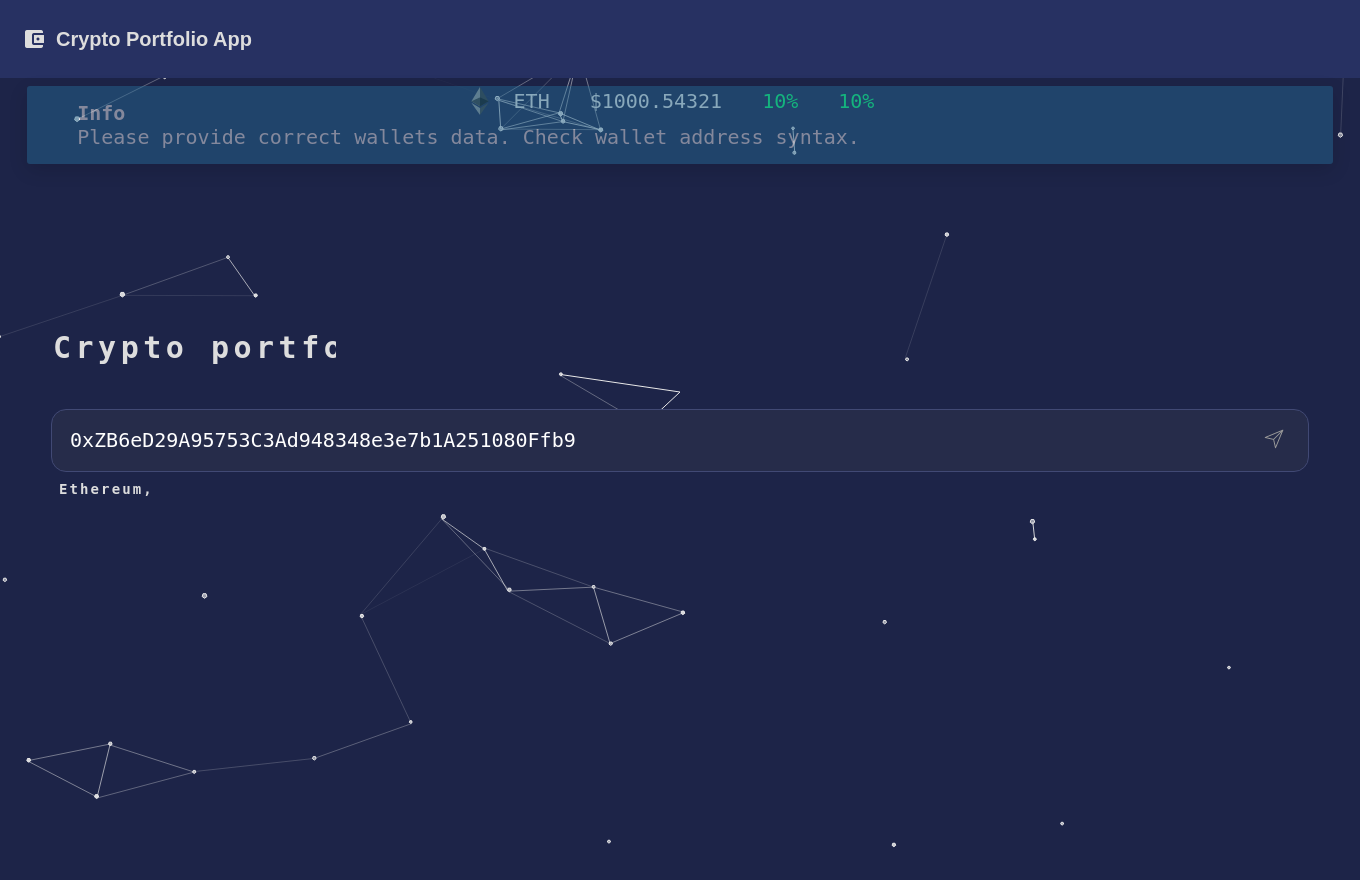 Crypto Portfolio App
ETH $1000.54321 10% 10%
Info
Please provide correct wallets data. Check wallet address syntax.
Crypto portfo
0xZB6eD29A95753C3Ad948348e3e7b1A251080Ffb9
Ethereum,